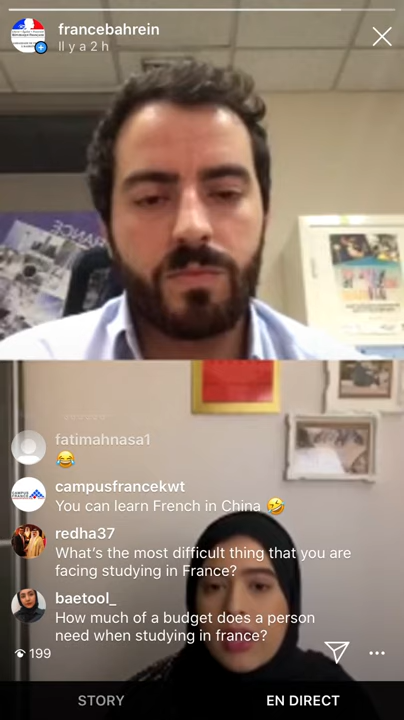 francebahrein
Il y a 2 h
fatimahnasa1
😂
campusfrancekwt
You can learn French in China 🤣
redha37
What's the most difficult thing that you are
facing studying in France?
baetool_
How much of a budget does a person
need when studying in france?
199
STORY
EN DIRECT